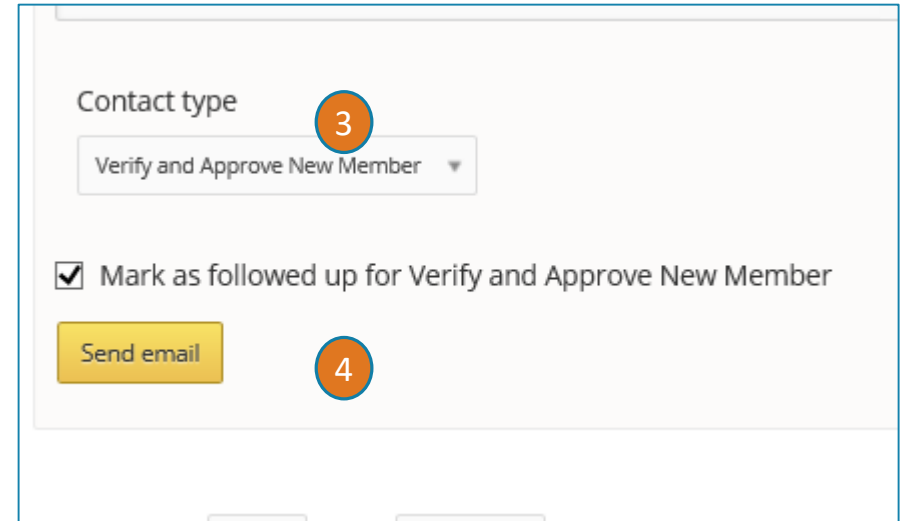 Contact type
3
Verify and Approve New Member
Mark as followed up for Verify and Approve New Member
Send email
4